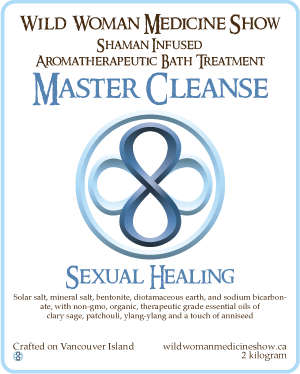 Wild Woman Medicine Show
Shaman Infused
Aromatherapeutic Bath Treatment
Master Cleanse
Sexual Healing
Solar salt, mineral salt, bentonite, diotamaceous earth, and sodium bicarbon-
ate, with non-gmo, organic, therapeutic grade essential oils of
clary sage, patchouli, ylang-ylang and a touch of anniseed
Crafted on Vancouver Island
wildwomanmedicineshow.ca
2 kilogram